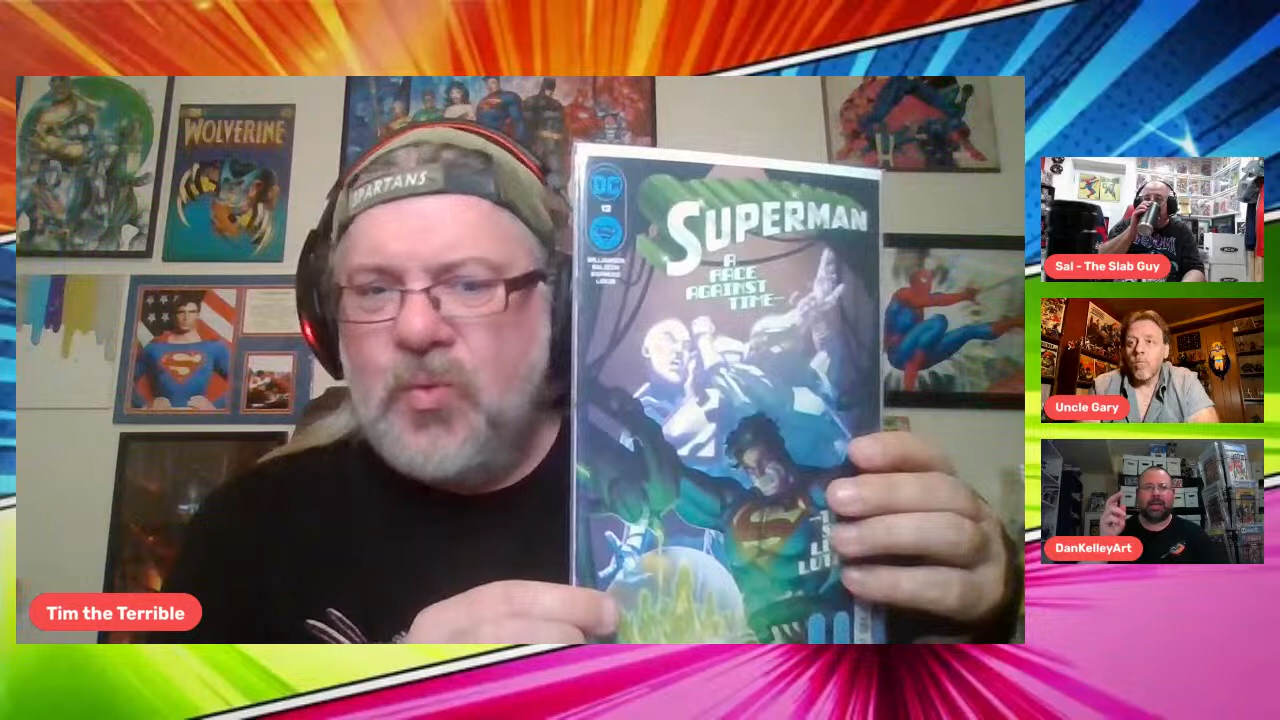 WOLVERINE
SPARTANS
DC
SUPERMAN
A
RACE
AGAINST
TIME—
Tim the Terrible
Sal - The Slab Guy
Uncle Gary
DanKelleyArt